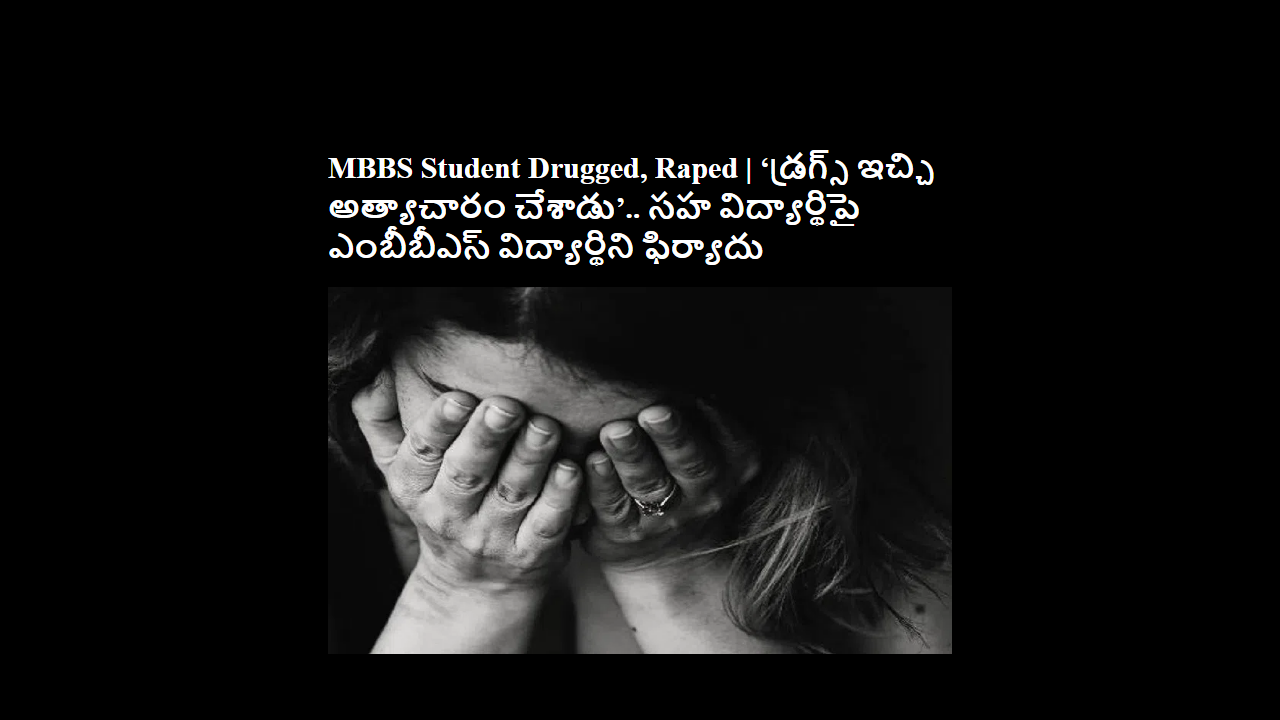 MBBS Student Drugged, Raped | ‘డ్రగ్స్‌ ఇచ్చి
అత్యాచారం చేశాడు’.. సహ విద్యార్థిపై
ఎంబీబీఎస్‌ విద్యార్థిని ఫిర్యాదు